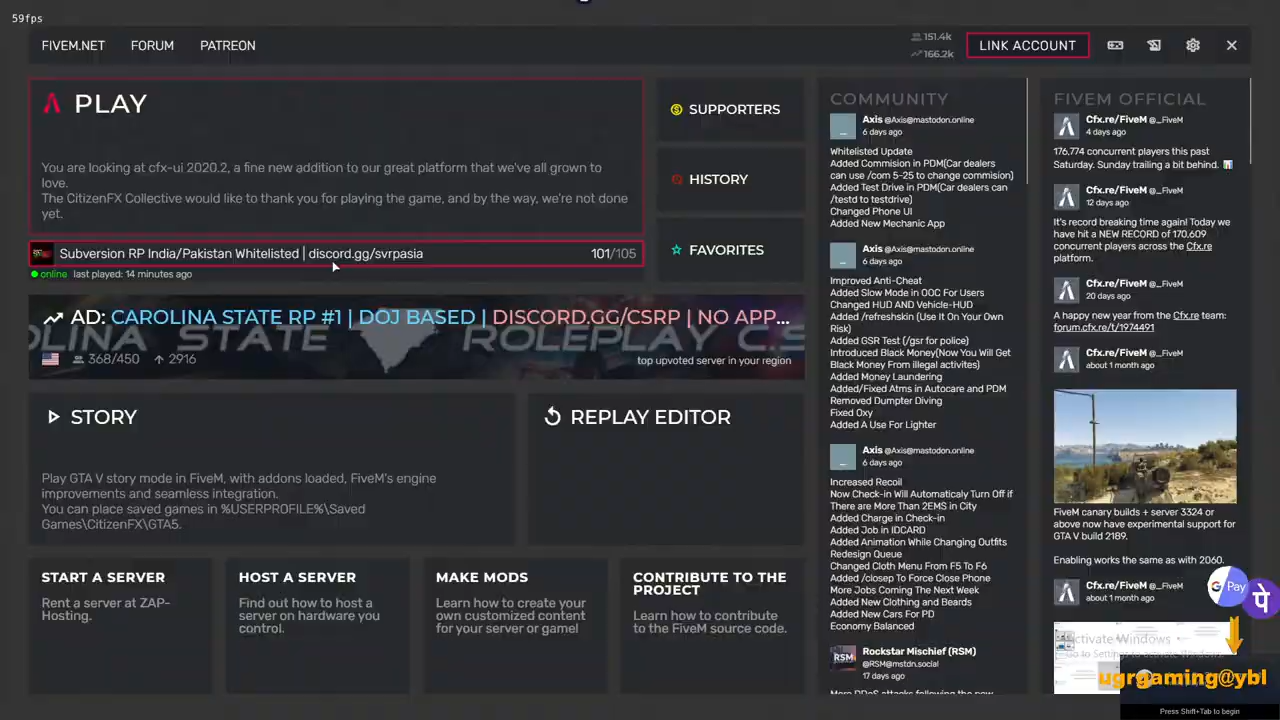 59fps
FIVEM.NET
FORUM
PATREON
151.4k
166.2k
LINK ACCOUNT
PLAY
You are looking at cfx-ui 2020.2, a fine new addition to our great platform that we've all grown to
love.
The CitizenFX Collective would like to thank you for playing the game, and by the way, we're not done
yet.
Subversion RP India/Pakistan Whitelisted | discord.gg/svrpasia
101/105
online last played: 14 minutes ago
SUPPORTERS
HISTORY
FAVORITES
AD: CAROLINA STATE RP #1 | DOJ BASED | DISCORD.GG/CSRP | NO APP...
368/450 2916
top upvoted server in your region
STORY
Play GTA V story mode in FiveM, with addons loaded, FiveM's engine
improvements and seamless integration.
You can place saved games in %USERPROFILE%\Saved
Games\CitizenFX\GTA5.
REPLAY EDITOR
START A SERVER
Rent a server at ZAP-
Hosting.
HOST A SERVER
Find out how to host a
server on hardware you
control.
MAKE MODS
Learn how to create your
own customized content
for your server or game!
CONTRIBUTE TO THE
PROJECT
Learn how to contribute
to the FiveM source code.
COMMUNITY
Axis @Axis@mastodon.online
6 days ago
Whitelisted Update
Added Commision in PDM(Car dealers
can use /com 5-25 to change commision)
Added Test Drive in PDM(Car dealers can
/testd to testdrive)
Changed Phone UI
Added New Mechanic App
Axis @Axis@mastodon.online
6 days ago
Improved Anti-Cheat
Added Slow Mode in OOC For Users
Changed HUD AND Vehicle-HUD
Added /refreshskin (Use It On Your Own
Risk)
Added GSR Test (/gsr for police)
Introduced Black Money(Now You Will Get
Black Money From illegal activites)
Added Money Laundering
Added/Fixed Atms in Autocare and PDM
Removed Dumpter Diving
Fixed Oxy
Added A Use For Lighter
Axis @Axis@mastodon.online
6 days ago
Increased Recoil
Now Check-in Will Automaticaly Turn Off if
There are More Than 2EMS in City
Added Charge in Check-in
Added Job in IDCARD
Added Animation While Changing Outfits
Redesign Queue
Changed Cloth Menu From F5 To F6
Added /closep To Force Close Phone
More Jobs Coming The Next Week
Added New Clothing and Beards
Added New Cars For PD
Economy Balanced
RSM
Rockstar Mischief (RSM)
@RSM@mstdn.social
17 days ago
More DDoS attacks following the new
FIVEM OFFICIAL
Cfx.re/FiveM @_FiveM
4 days ago
176,774 concurrent players this past
Saturday. Sunday trailing a bit behind.
Cfx.re/FiveM @_FiveM
12 days ago
It's record breaking time again! Today we
have hit a NEW RECORD of 170.609
concurrent players across the Cfx.re
platform.
Cfx.re/FiveM @_FiveM
20 days ago
A happy new year from the Cfx.re team:
forum.cfx.re/t/1974491
Cfx.re/FiveM @_FiveM
about 1 month ago
FiveM canary builds + server 3324 or
above now have experimental support for
GTA V build 2189.
Enabling works the same as with 2060.
Cfx.re/FiveM @_FiveM
about 1 month ago
G Pay
पे
Activate Windows
Go to Settings to activate Windows.
ugrgaming@ybl
Press Shift+Tab to begin